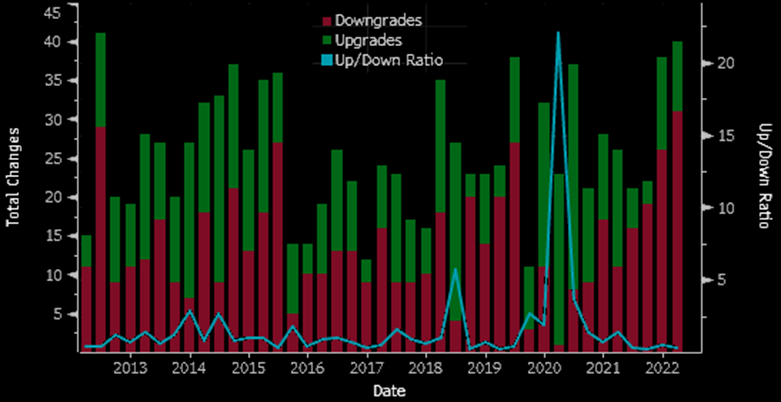 Downgrades
Upgrades
Up/Down Ratio
45
40
35
30
25
20
15
10
5
20
15
10
5
Total Changes
Up/Down Ratio
2013 2014 2015 2016 2017 2018 2019 2020 2021 2022
Date